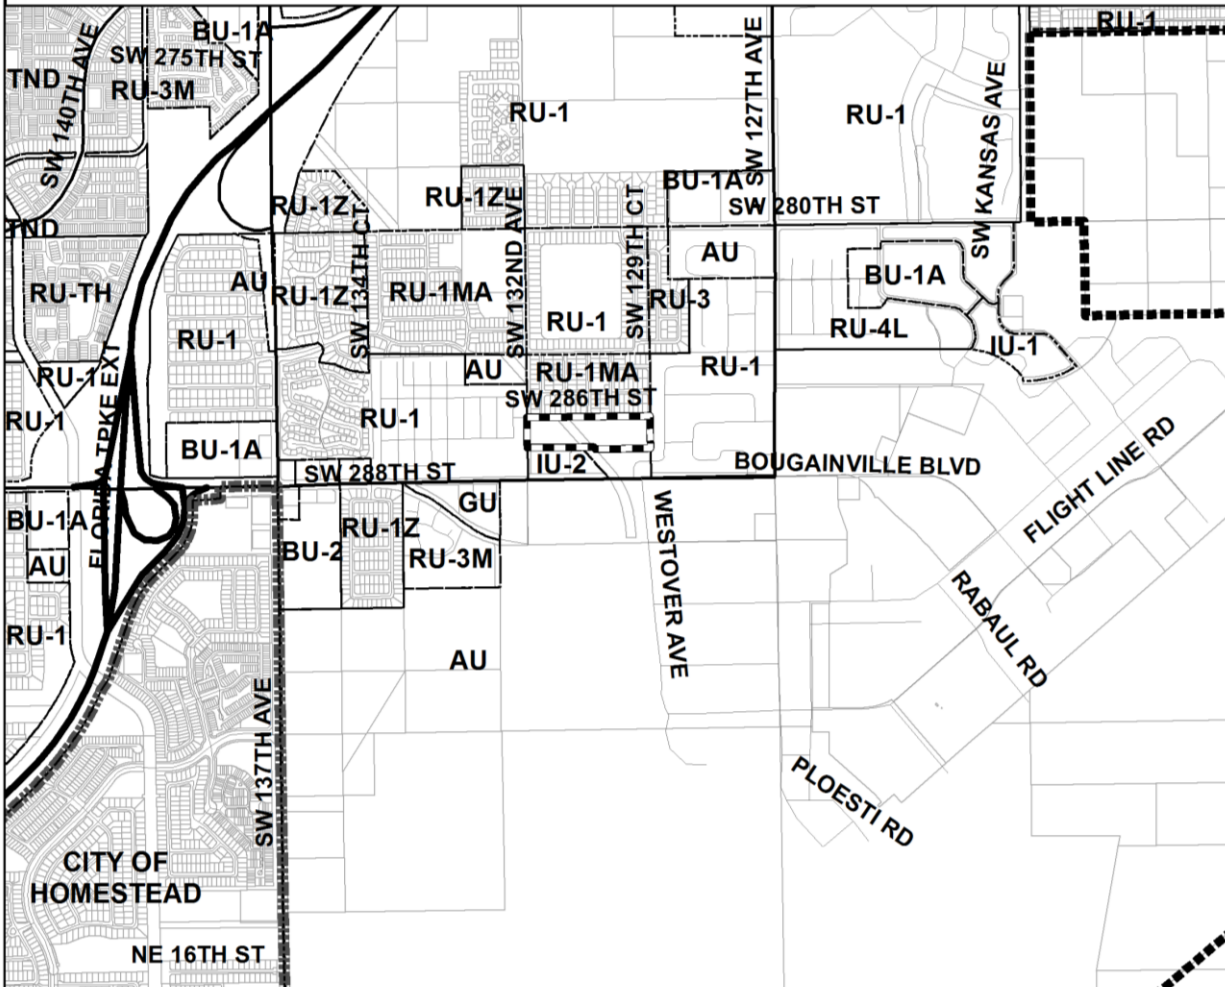 RU-1
BU-1A
SW 275TH ST
TND
RU-3M
SW 140TH AVE
RU-1
SW 127TH AVE
RU-1
SW KANSAS AVE
BU-1A
RU-1Z
RU-1Z
SW 280TH ST
TND
SW 134TH CT
SW 132ND AVE
SW 129TH CT
AU
AU
BU-1A
RU-TH
RU-1Z
RU-1MA
RU-3
RU-1
RU-4L
RU-1
IU-1
RU-1
AU
RU-1MA
RU-1
SW 286TH ST
RU-1
RU-1
FLORIDA TPKE EXT
BU-1A
SW 288TH ST
IU-2
BOUGAINVILLE BLVD
FLIGHT LINE RD
BU-1A
GU
BU-2
RU-1Z
RU-3M
WESTOVER AVE
AU
RU-1
RABAUL RD
AU
SW 137TH AVE
PLOESTI RD
CITY OF
HOMESTEAD
NE 16TH ST